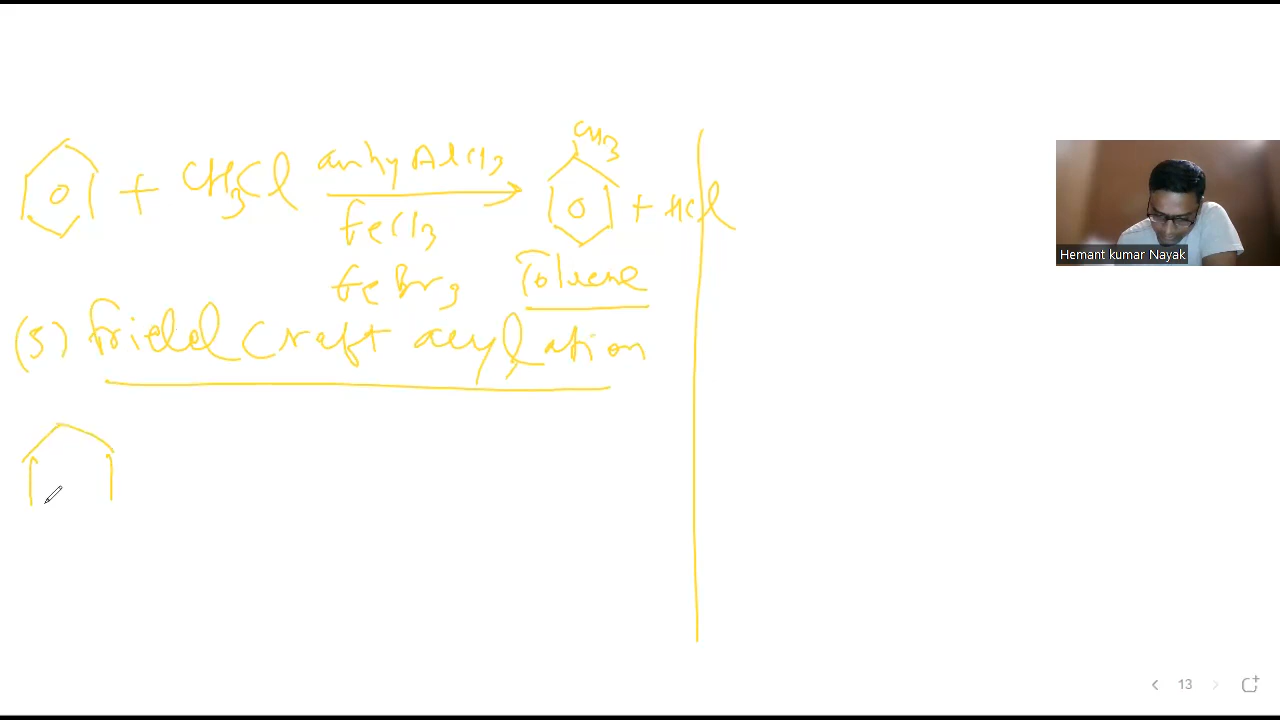 CH3
+ CH3Cl anhy AlCl3 + HCl
FeCl3
FeBr3 Toluene
(5) Friedel Craft acylation
Hemant kumar Nayak
13